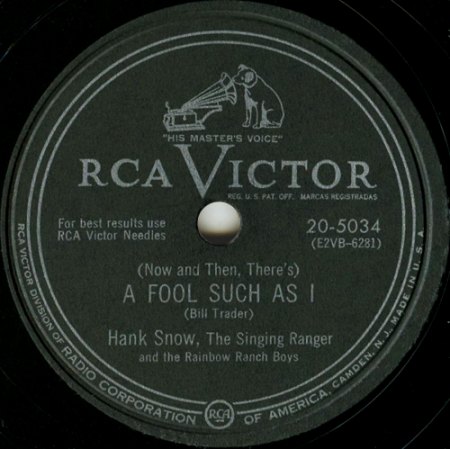 "HIS MASTER'S VOICE"
RCA VICTOR
REG. U.S. PAT. OFF. MARCAS REGISTRADAS
For best results use
RCA Victor Needles
20-5034
(E2VB-6281)
(Now and Then, There's)
A FOOL SUCH AS I
(Bill Trader)
Hank Snow, The Singing Ranger
and the Rainbow Ranch Boys
RCA VICTOR DIVISION OF RADIO CORPORATION OF AMERICA, CAMDEN, N.J. MADE IN U.S.A.
RCA